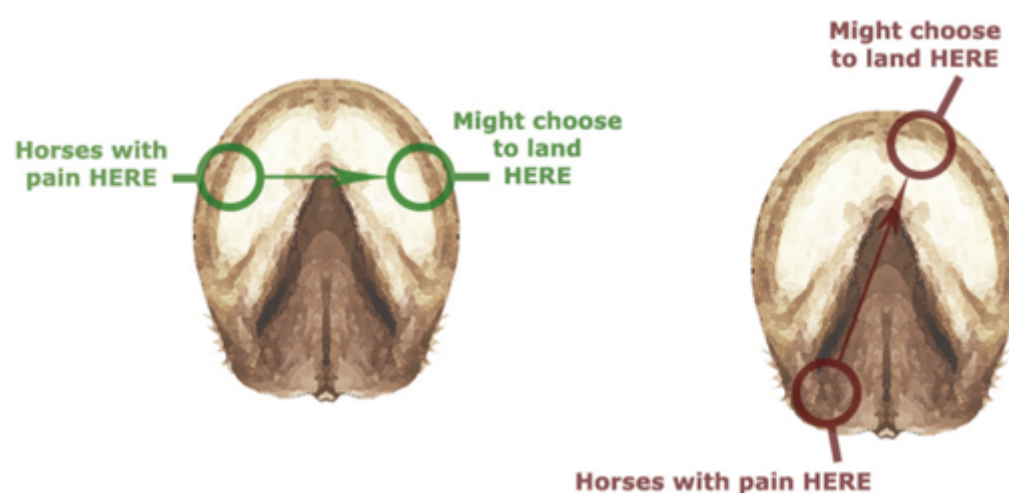 Horses with
pain HERE
Might choose
to land
HERE
Might choose
to land HERE
Horses with pain HERE